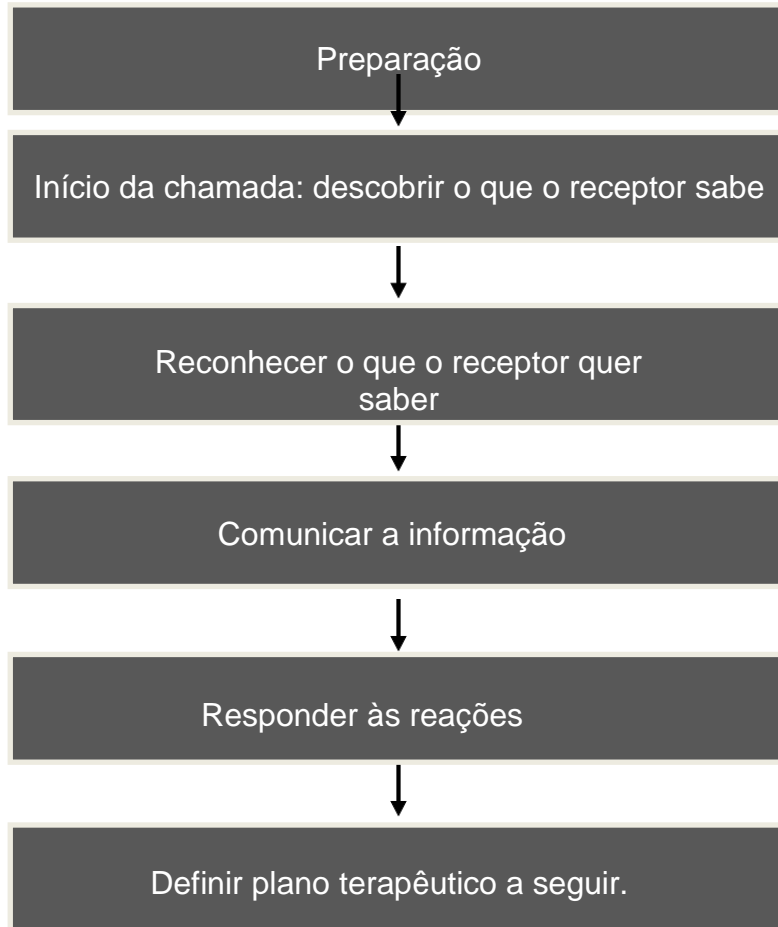 Preparação
Início da chamada: descobrir o que o receptor sabe
Reconhecer o que o receptor quer
saber
Comunicar a informação
Responder às reações
Definir plano terapêutico a seguir.